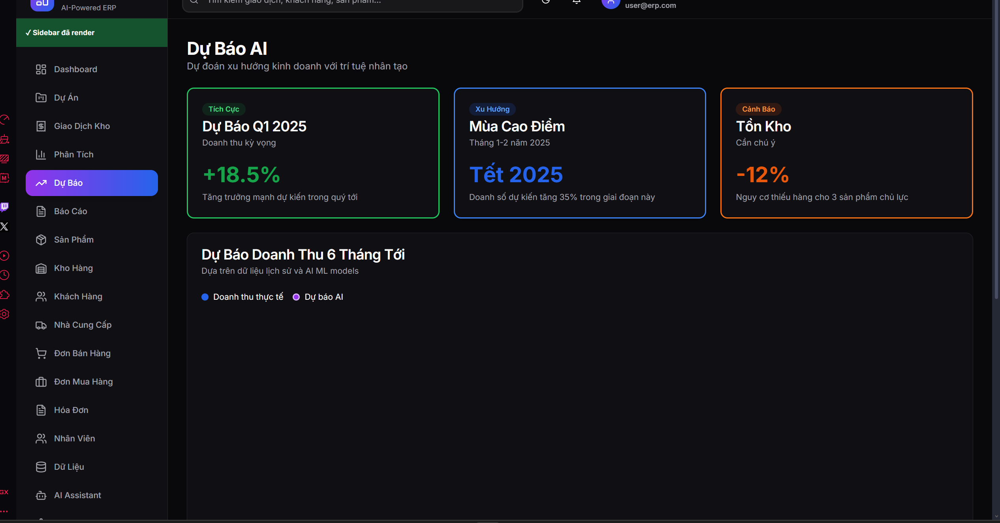 AI-Powered ERP
Tìm kiếm giao dịch, khách hàng, sản phẩm...
user@erp.com
✓ Sidebar đã render
Dashboard
Dự Án
Giao Dịch Kho
Phân Tích
Dự Báo
Báo Cáo
Sản Phẩm
Kho Hàng
Khách Hàng
Nhà Cung Cấp
Đơn Bán Hàng
Đơn Mua Hàng
Hóa Đơn
Nhân Viên
Dữ Liệu
AI Assistant
Dự Báo AI
Dự đoán xu hướng kinh doanh với trí tuệ nhân tạo
Tích Cực
Dự Báo Q1 2025
Doanh thu kỳ vọng
+18.5%
Tăng trưởng mạnh dự kiến trong quý tới
Xu Hướng
Mùa Cao Điểm
Tháng 1-2 năm 2025
Tết 2025
Doanh số dự kiến tăng 35% trong giai đoạn này
Cảnh Báo
Tồn Kho
Cần chú ý
-12%
Nguy cơ thiếu hàng cho 3 sản phẩm chủ lực
Dự Báo Doanh Thu 6 Tháng Tới
Dựa trên dữ liệu lịch sử và AI ML models
Doanh thu thực tế
Dự báo AI
M
GX